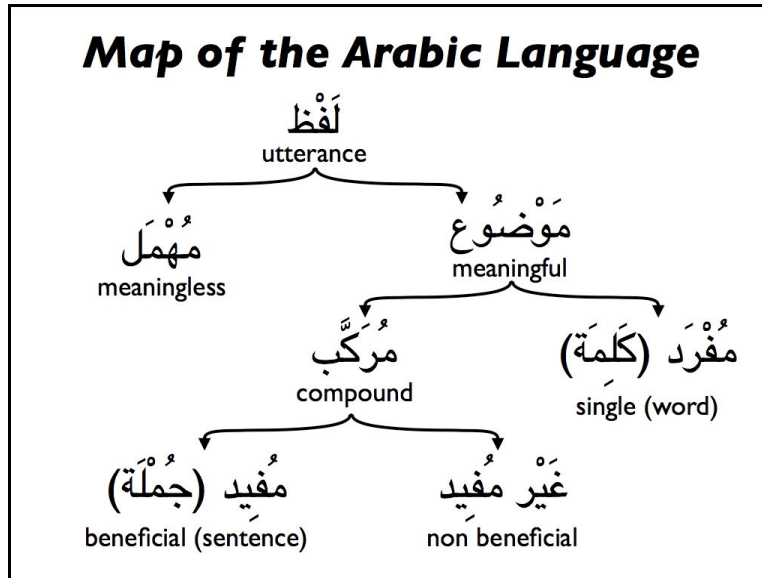 Map of the Arabic Language
لَفْظ
utterance
مُهْمَل
meaningless
مَوْضُوع
meaningful
مُرَكَّب
compound
مُفْرَد (كَلِمَة)
single (word)
مُفِيد (جُمْلَة)
beneficial (sentence)
غَيْر مُفِيد
non beneficial